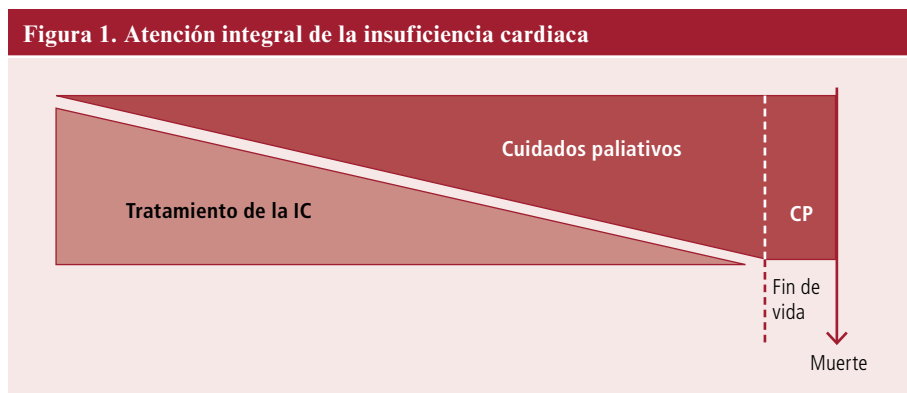 Figura 1. Atención integral de la insuficiencia cardiaca
Cuidados paliativos
Tratamiento de la IC
CP
Fin de
vida
Muerte